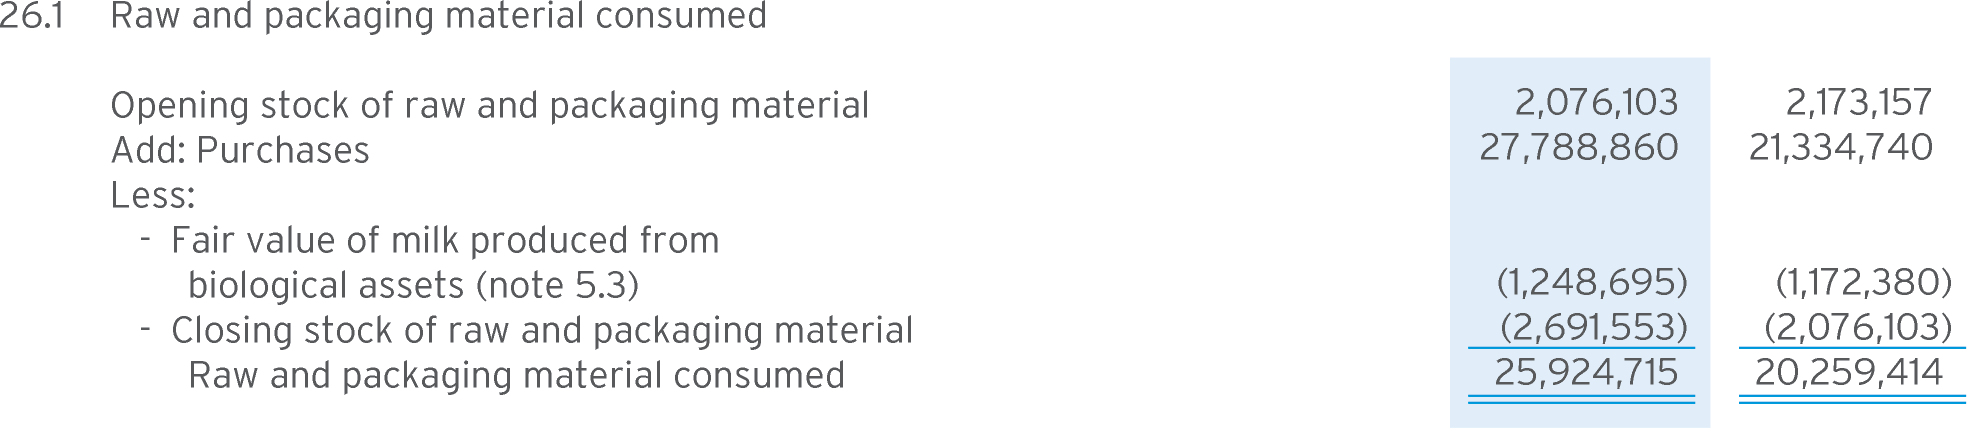 26.1 Raw and packaging material consumed
Opening stock of raw and packaging material 2,076,103 2,173,157
Add: Purchases 27,788,860 21,334,740
Less:
- Fair value of milk produced from
biological assets (note 5.3) (1,248,695) (1,172,380)
- Closing stock of raw and packaging material (2,691,553) (2,076,103)
Raw and packaging material consumed 25,924,715 20,259,414